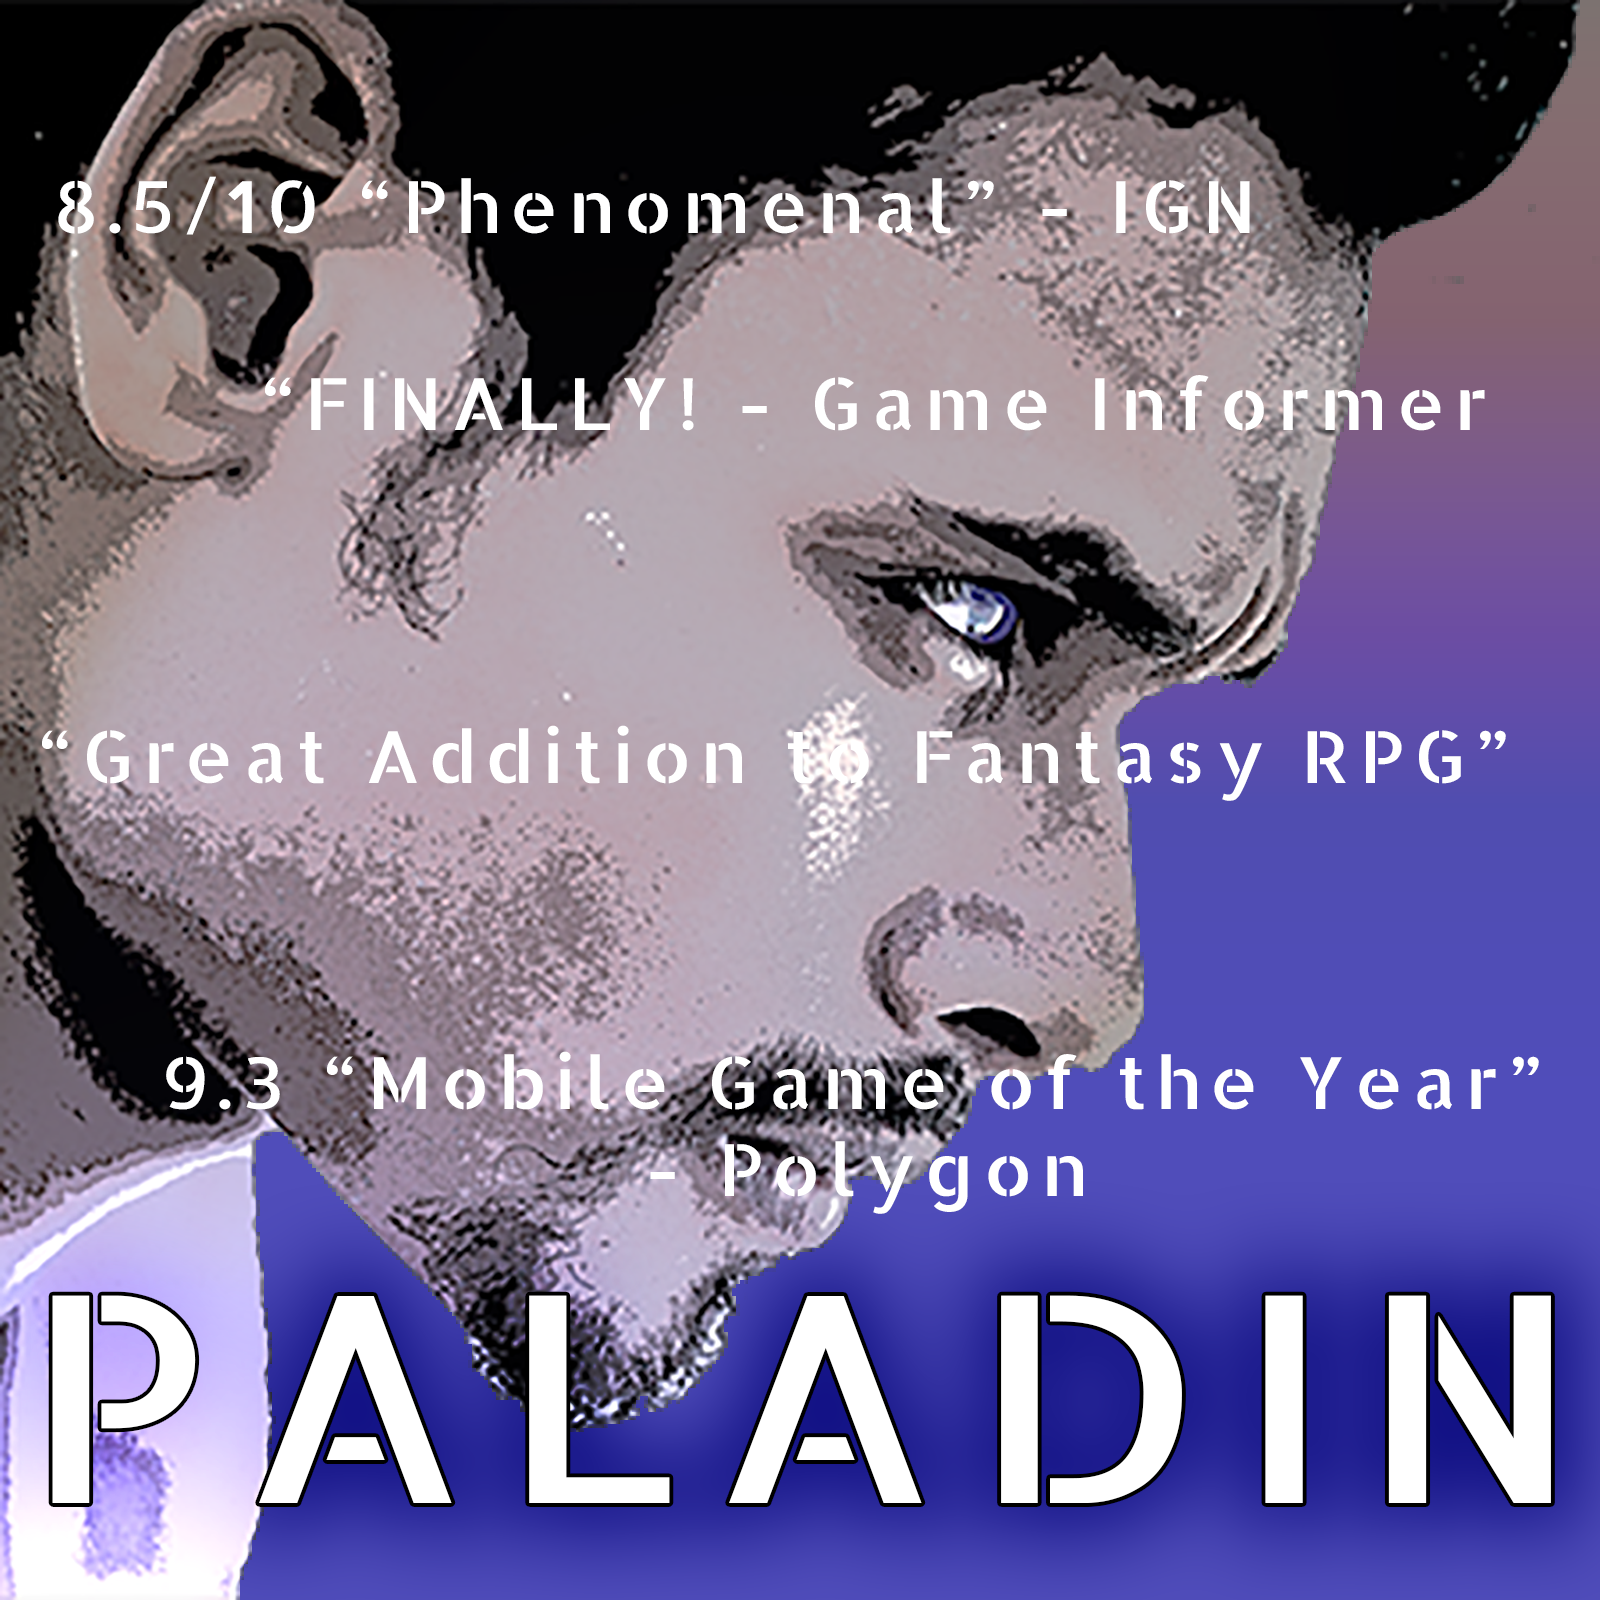 8.5/10 “Phenomenal” - IGN
“FINALLY! - Game Informer
“Great Addition to Fantasy RPG”
9.3 “Mobile Game of the Year”
- Polygon
PALADIN